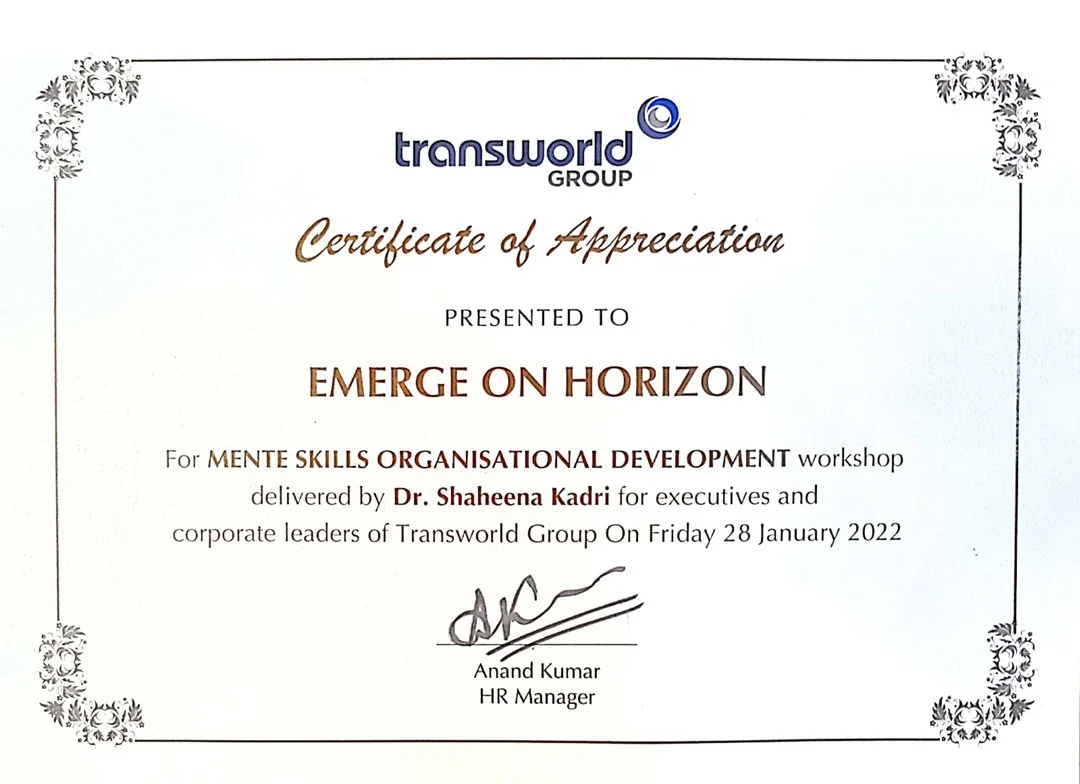 transworld
GROUP
Certificate of Appreciation
PRESENTED TO
EMERGE ON HORIZON
For MENTE SKILLS ORGANISATIONAL DEVELOPMENT workshop
delivered by Dr. Shaheena Kadri for executives and
corporate leaders of Transworld Group On Friday 28 January 2022
Anand Kumar
HR Manager